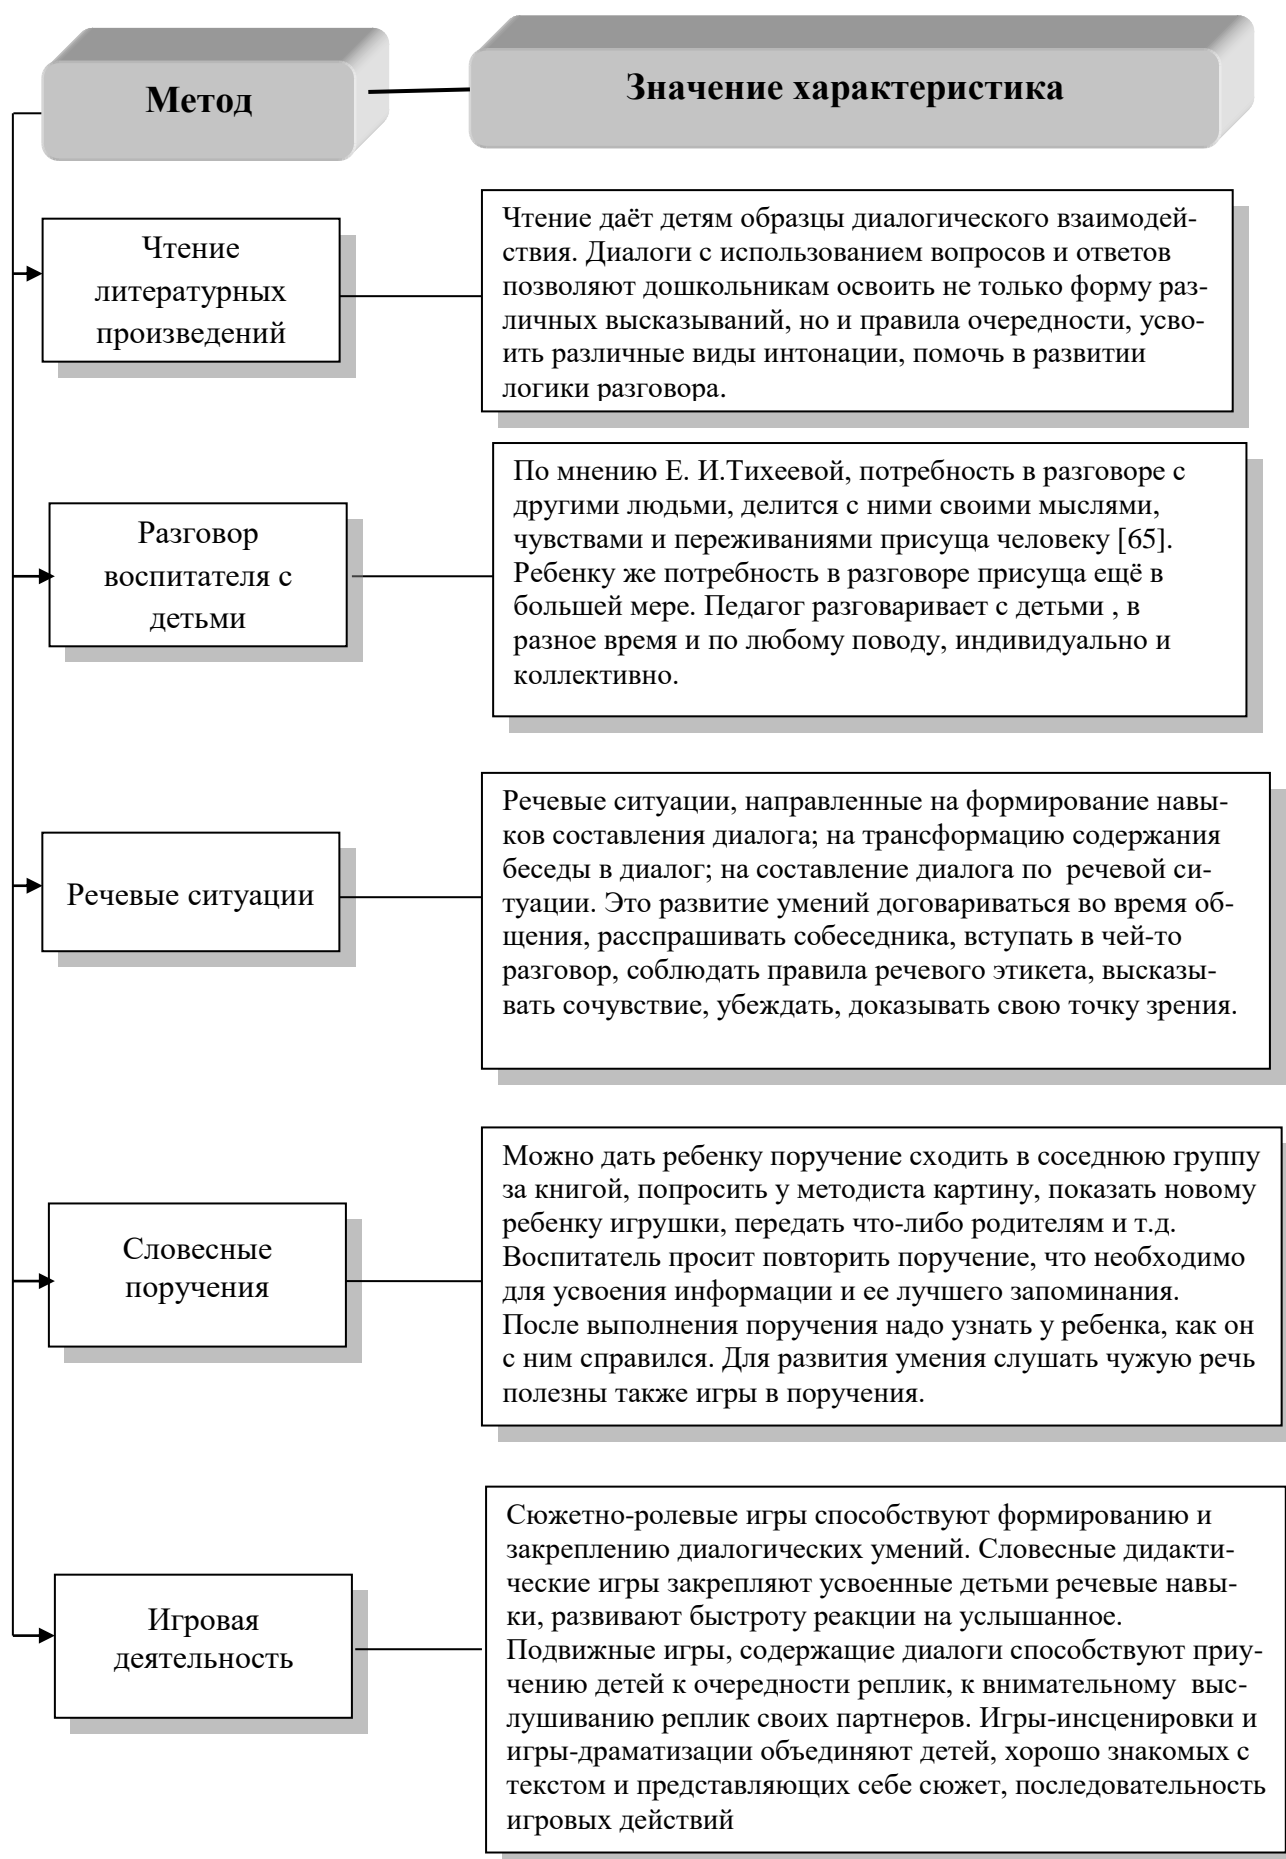 Метод
Значение характеристика
Чтение
литературных
произведений
Чтение даёт детям образцы диалогического взаимодей-
ствия. Диалоги с использованием вопросов и ответов
позволяют дошкольникам освоить не только форму раз-
личных высказываний, но и правила очередности, усво-
ить различные виды интонации, помочь в развитии
логики разговора.
Разговор
воспитателя с
детьми
По мнению Е. И.Тихеевой, потребность в разговоре с
другими людьми, делится с ними своими мыслями,
чувствами и переживаниями присуща человеку [65].
Ребенку же потребность в разговоре присуща ещё в
большей мере. Педагог разговаривает с детьми , в
разное время и по любому поводу, индивидуально и
коллективно.
Речевые ситуации
Речевые ситуации, направленные на формирование навы-
ков составления диалога; на трансформацию содержания
беседы в диалог; на составление диалога по  речевой си-
туации. Это развитие умений договариваться во время об-
щения, расспрашивать собеседника, вступать в чей-то
разговор, соблюдать правила речевого этикета, высказы-
вать сочувствие, убеждать, доказывать свою точку зрения.
Словесные
поручения
Можно дать ребенку поручение сходить в соседнюю группу
за книгой, попросить у методиста картину, показать новому
ребенку игрушки, передать что-либо родителям и т.д.
Воспитатель просит повторить поручение, что необходимо
для усвоения информации и ее лучшего запоминания.
После выполнения поручения надо узнать у ребенка, как он
с ним справился. Для развития умения слушать чужую речь
полезны также игры в поручения.
Игровая
деятельность
Сюжетно-ролевые игры способствуют формированию и
закреплению диалогических умений. Словесные дидакти-
ческие игры закрепляют усвоенные детьми речевые навы-
ки, развивают быстроту реакции на услышанное.
Подвижные игры, содержащие диалоги способствуют приу-
чению детей к очередности реплик, к внимательному  выс-
лушиванию реплик своих партнеров. Игры-инсценировки и
игры-драматизации объединяют детей, хорошо знакомых с
текстом и представляющих себе сюжет, последовательность
игровых действий